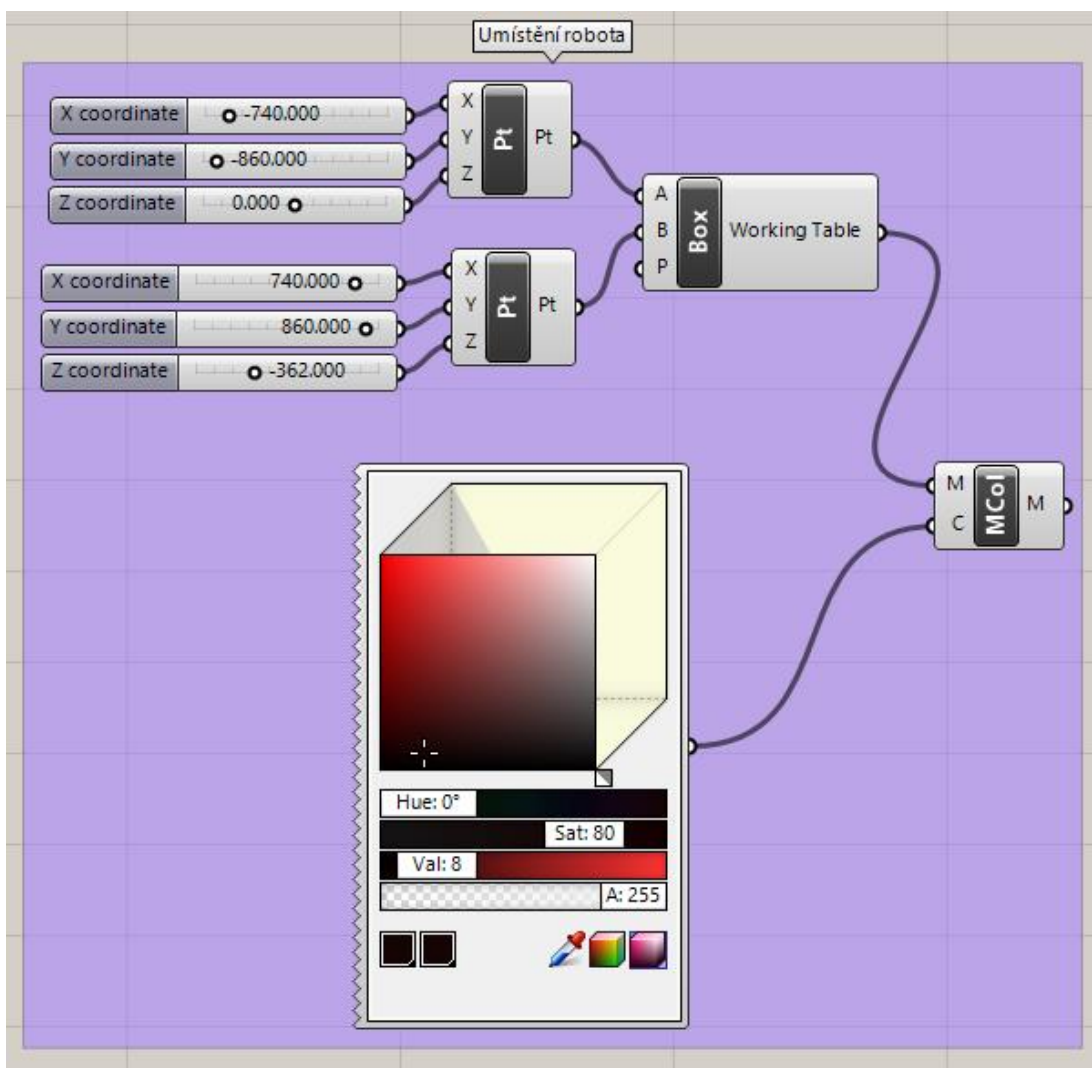 Umístění robota
X coordinate -740.000
Y coordinate -860.000
Z coordinate 0.000
X
Y
Z
Pt
Pt
A
B
P
Box
Working Table
X coordinate 740.000
Y coordinate 860.000
Z coordinate -362.000
X
Y
Z
Pt
Pt
M
C
MCol
M
Hue: 0°
Sat: 80
Val: 8
A: 255